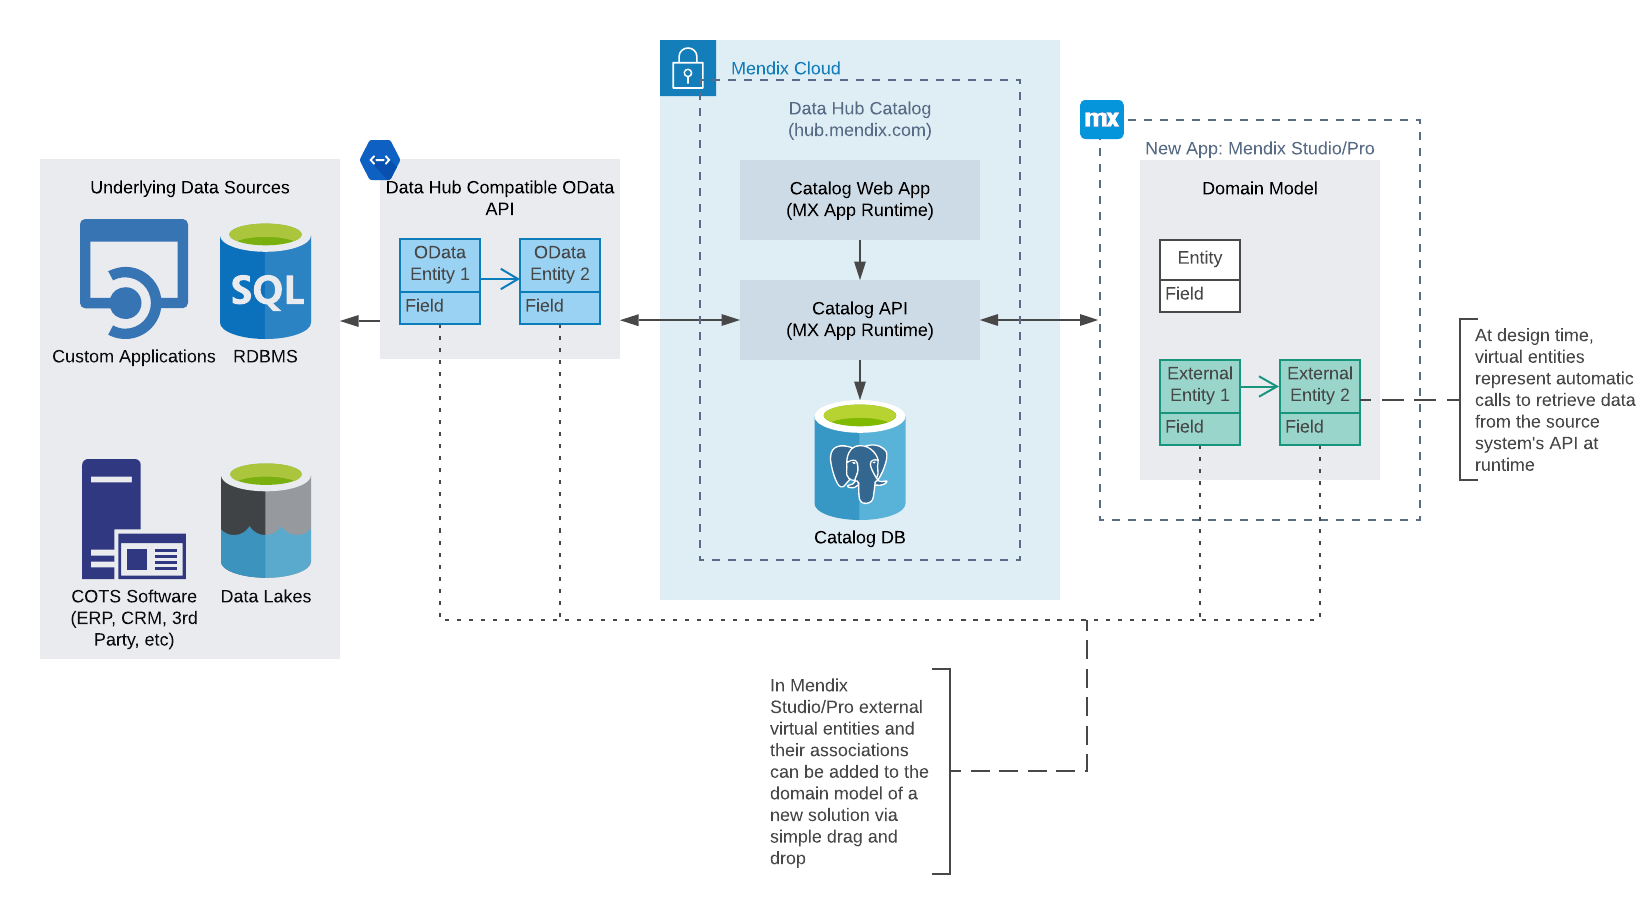 Mendix Cloud
Data Hub Catalog
(hub.mendix.com)
mx
New App: Mendix Studio/Pro
Underlying Data Sources
Data Hub Compatible OData
API
Catalog Web App
(MX App Runtime)
Domain Model
SQL
Custom Applications
RDBMS
OData
Entity 1
Field
OData
Entity 2
Field
Catalog API
(MX App Runtime)
Entity
Field
External
Entity 1
Field
External
Entity 2
Field
At design time,
virtual entities
represent automatic
calls to retrieve data
from the source
system's API at
runtime
Catalog DB
COTS Software
(ERP, CRM, 3rd
Party, etc)
Data Lakes
In Mendix
Studio/Pro external
virtual entities and
their associations
can be added to the
domain model of a
new solution via
simple drag and
drop